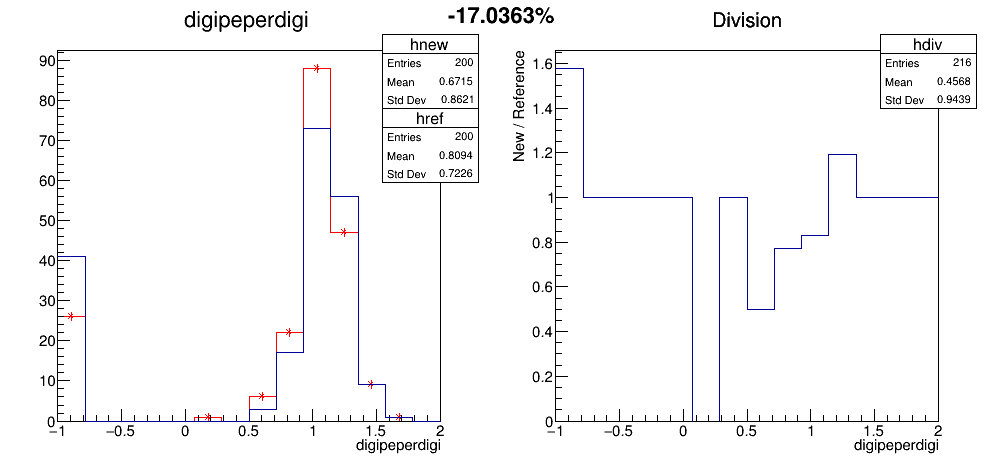 -17.0363%
digipeperdigi
hnew
Entries 200
Mean 0.6715
Std Dev 0.8621
href
Entries 200
Mean 0.8094
Std Dev 0.7226
90
80
70
60
50
40
30
20
10
0
−1 −0.5 0 0.5 1 1.5 2
digipeperdigi
Division
hdiv
Entries 216
Mean 0.4568
Std Dev 0.9439
New / Reference
1.6
1.4
1.2
1
0.8
0.6
0.4
0.2
0
−1 −0.5 0 0.5 1 1.5 2
digipeperdigi